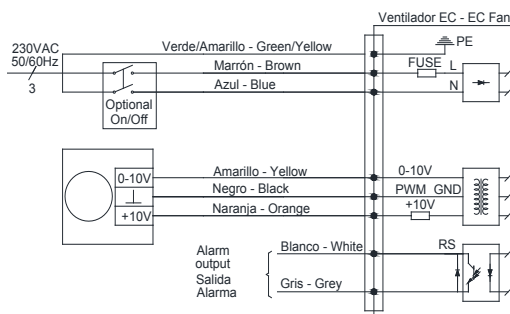 Ventilador EC - EC Fan
230VAC
50/60Hz
3
Verde/Amarillo - Green/Yellow
PE
Marrón - Brown
FUSE
L
Azul - Blue
N
Optional
On/Off
0-10V
Amarillo - Yellow
0-10V
Negro - Black
PWM GND
+10V
Naranja - Orange
+10V
Alarm
output
Salida
Alarma
Blanco - White
RS
Gris - Grey